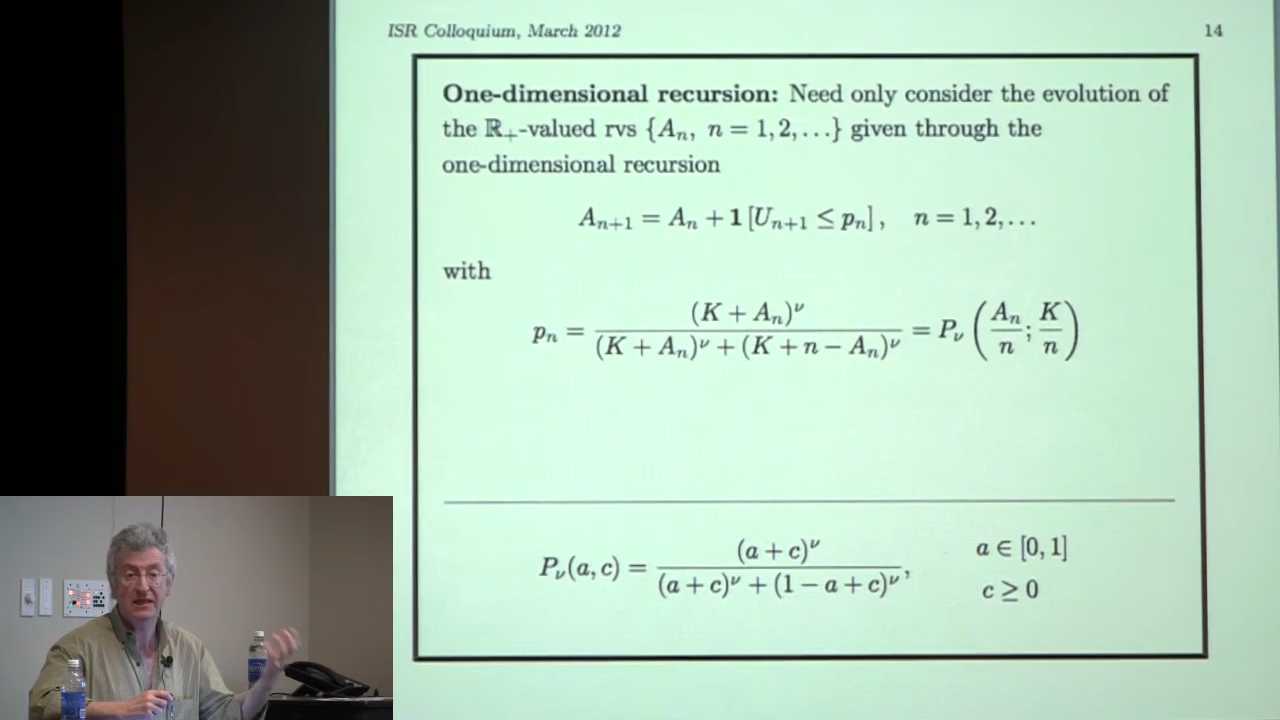 ISR Colloquium, March 2012 14
One-dimensional recursion: Need only consider the evolution of
the ℝ₊-valued rvs {Aₙ, n = 1, 2, …} given through the
one-dimensional recursion
Aₙ₊₁ = Aₙ + 1 [Uₙ₊₁ ≤ pₙ] , n = 1, 2, …
with
pₙ = (K + Aₙ)^ν / ((K + Aₙ)^ν + (K + n − Aₙ)^ν) = P_ν (Aₙ/n ; K/n)
P_ν(a, c) = (a + c)^ν / ((a + c)^ν + (1 − a + c)^ν) , a ∈ [0, 1]
c ≥ 0